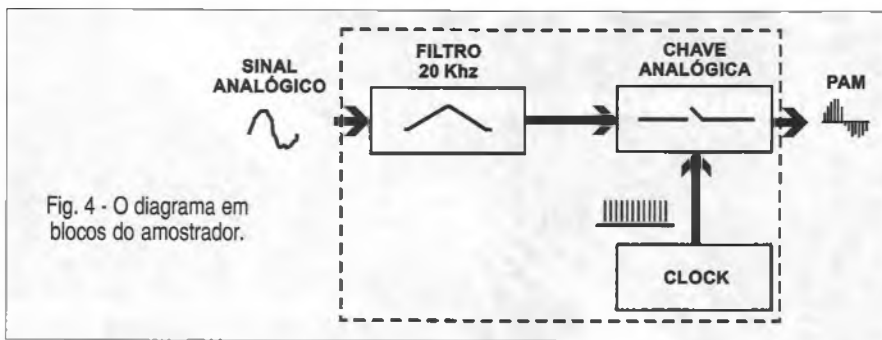 SINAL
ANALÓGICO
FILTRO
20 Khz
CHAVE
ANALÓGICA
PAM
Fig. 4 - O diagrama em
blocos do amostrador.
CLOCK